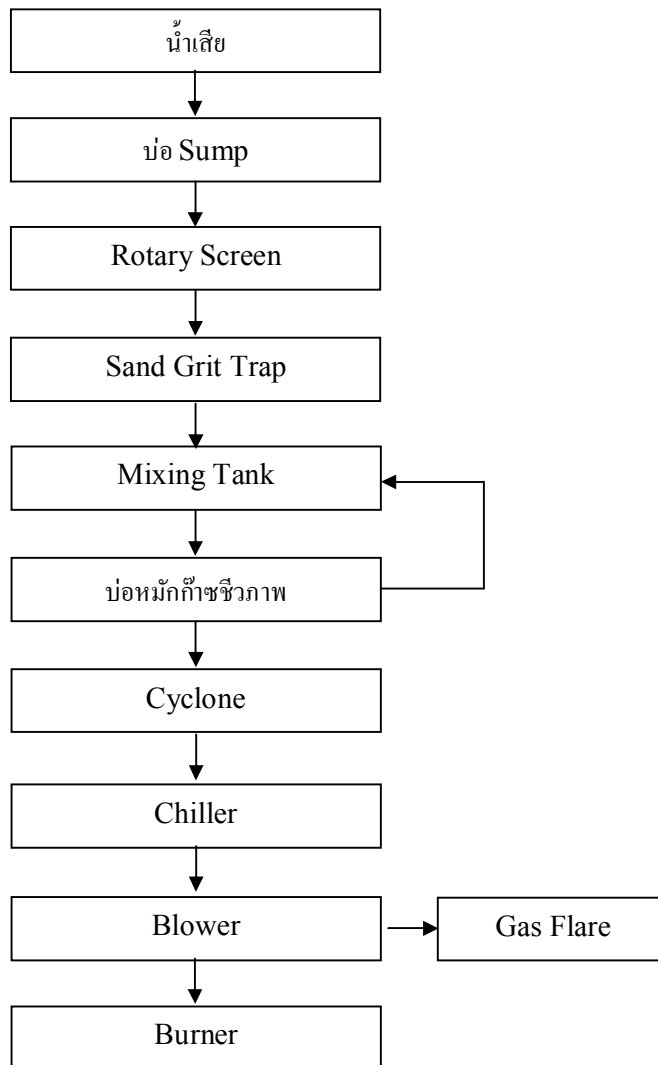 น้ำเสีย
บ่อ Sump
Rotary Screen
Sand Grit Trap
Mixing Tank
บ่อหมักก๊าซชีวภาพ
Cyclone
Chiller
Blower
Gas Flare
Burner